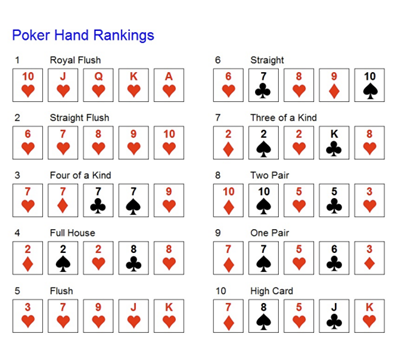 Poker Hand Rankings
1 Royal Flush
10 J Q K A
2 Straight Flush
6 7 8 9 10
3 Four of a Kind
7 7 7 7 9
4 Full House
2 2 2 8 8
5 Flush
3 7 9 J K
6 Straight
6 7 8 9 10
7 Three of a Kind
2 2 2 K 8
8 Two Pair
10 10 5 5 3
9 One Pair
7 7 5 6 3
10 High Card
7 8 5 J K